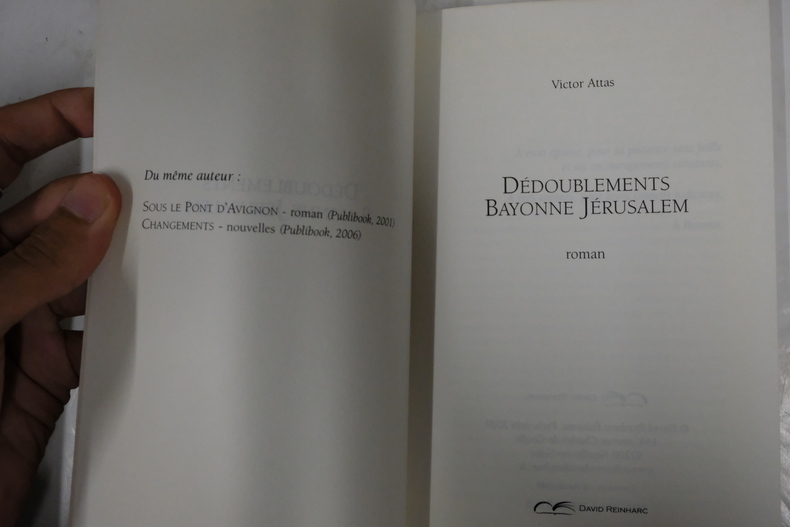 Du même auteur :
SOUS LE PONT D'AVIGNON - roman (Publibook, 2001)
CHANGEMENTS - nouvelles (Publibook, 2006)
Victor Attas
DÉDOUBLEMENTS
BAYONNE JÉRUSALEM
roman
DAVID REINHARC